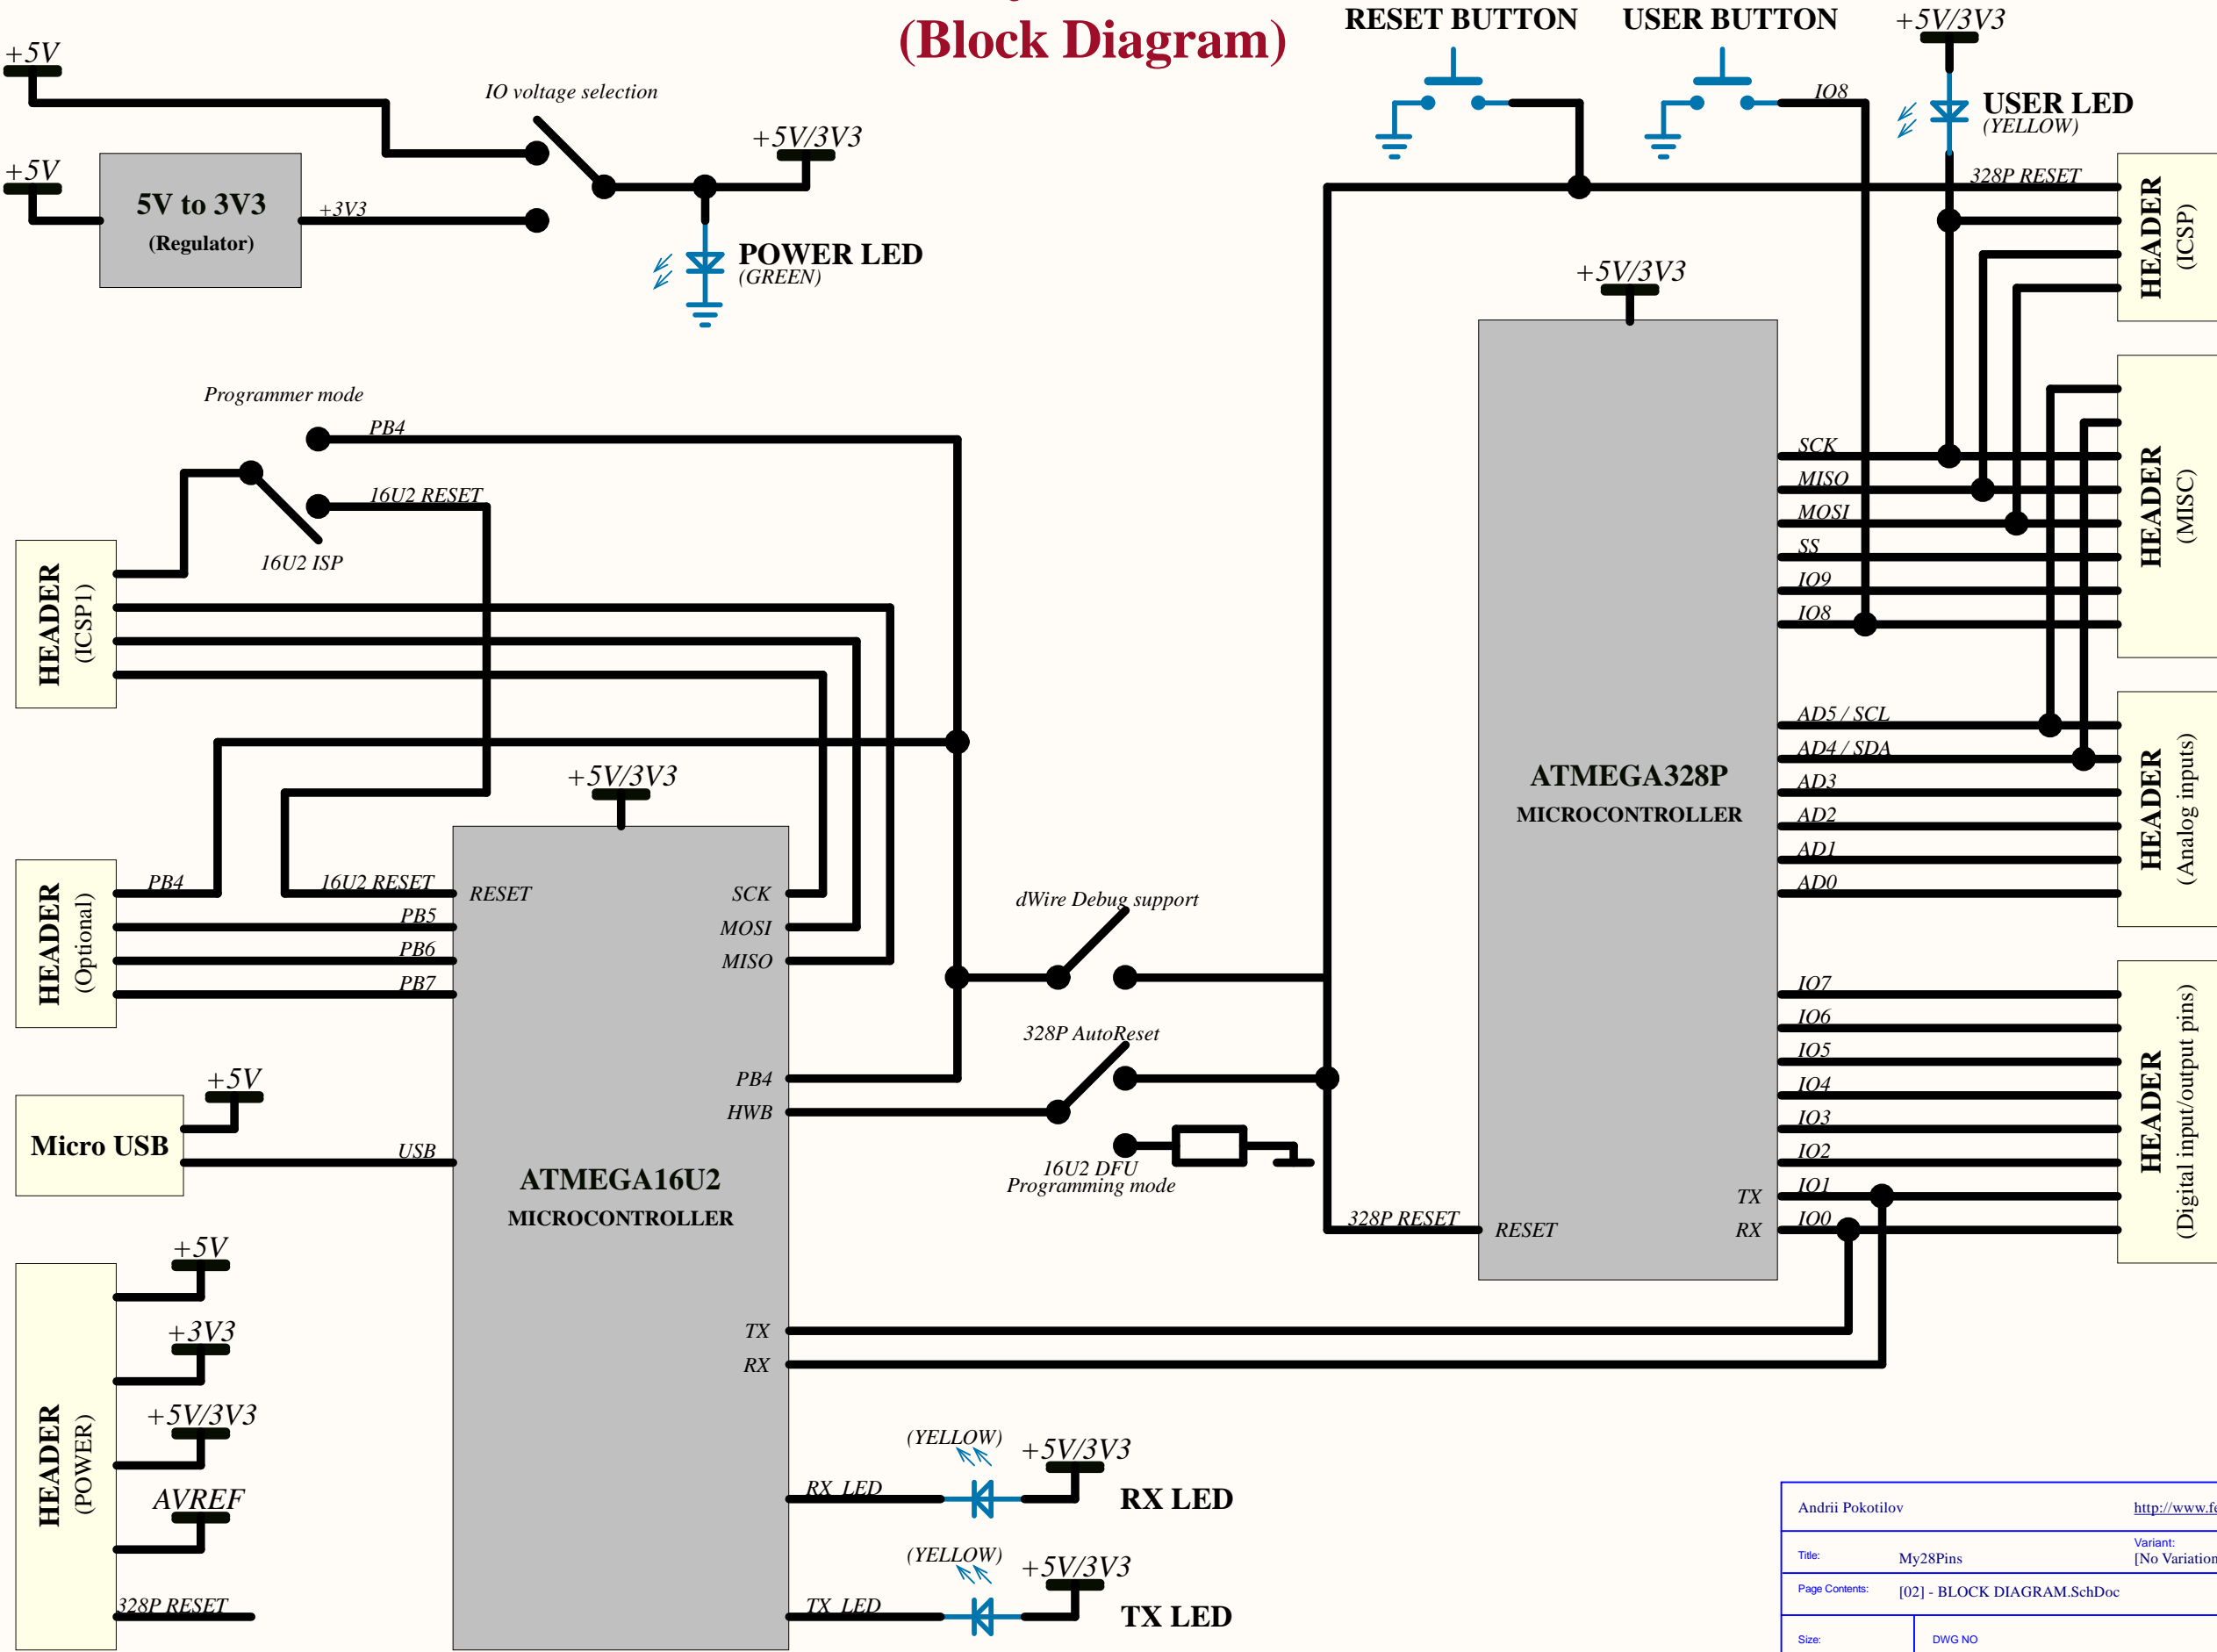 (Block Diagram)
RESET BUTTON
USER BUTTON
+5V/3V3
IO8
USER LED
(YELLOW)
+5V
IO voltage selection
+5V/3V3
+5V
5V to 3V3
(Regulator)
+3V3
POWER LED
(GREEN)
328P RESET
HEADER
(ICSP)
+5V/3V3
Programmer mode
PB4
16U2 RESET
16U2 ISP
HEADER
(ICSP1)
SCK
MISO
MOSI
SS
IO9
IO8
HEADER
(MISC)
AD5 / SCL
AD4 / SDA
AD3
AD2
AD1
AD0
HEADER
(Analog inputs)
ATMEGA328P
MICROCONTROLLER
+5V/3V3
HEADER
(Optional)
PB4
16U2 RESET
PB5
PB6
PB7
RESET
SCK
MOSI
MISO
dWire Debug support
328P AutoReset
PB4
HWB
16U2 DFU
Programming mode
IO7
IO6
IO5
IO4
IO3
IO2
TX
IO1
RX
IO0
HEADER
(Digital input/output pins)
328P RESET
RESET
Micro USB
+5V
USB
ATMEGA16U2
MICROCONTROLLER
HEADER
(POWER)
+5V
+3V3
+5V/3V3
AVREF
328P RESET
TX
RX
(YELLOW)
+5V/3V3
RX_LED
RX LED
(YELLOW)
+5V/3V3
TX_LED
TX LED
Andrii Pokotilov
http://www.fe
Title:
My28Pins
Variant:
[No Variation
Page Contents:
[02] - BLOCK DIAGRAM.SchDoc
Size:
DWG NO